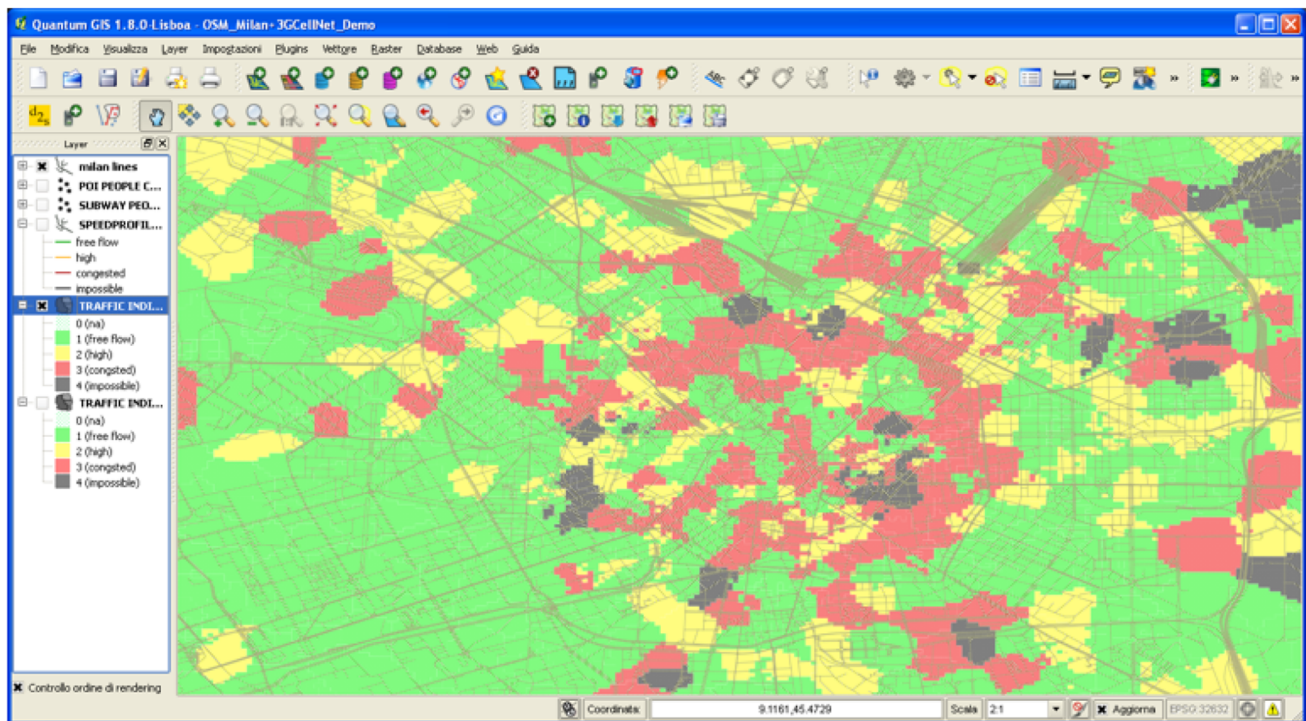 Quantum GIS 1.8.0-Lisboa - OSM_Milan+3GCellNet_Demo
File Modifica Visualizza Layer Impostazioni Plugins Vettore Raster Database Web Guida
Layer
milan lines
POI PEOPLE C...
SUBWAY PEO...
SPEEDPROFIL...
free flow
high
congested
impossible
TRAFFIC INDI...
0 (na)
1 (free flow)
2 (high)
3 (congsted)
4 (impossible)
TRAFFIC INDI...
0 (na)
1 (free flow)
2 (high)
3 (congsted)
4 (impossible)
Controllo ordine di rendering
Coordinata: 9.1161,45.4729 Scala 2:1 Aggiorna EPSG:32632